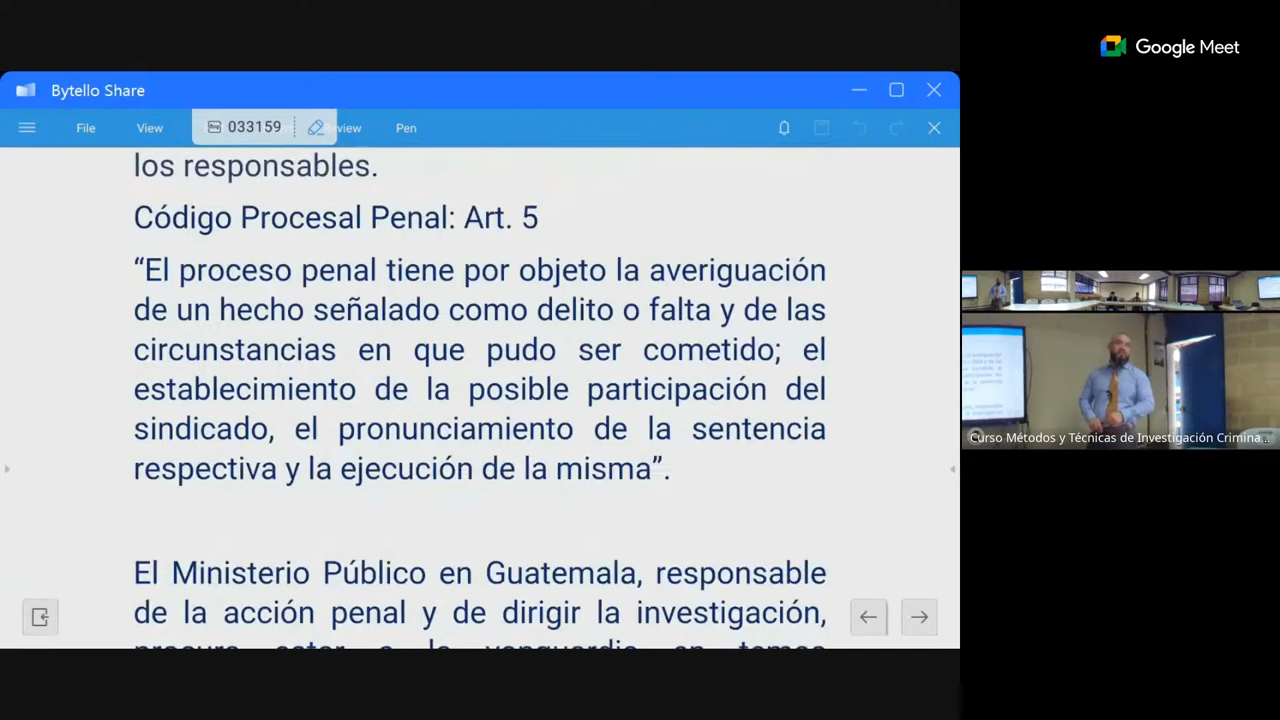 Google Meet
Bytello Share
File View 033159 Pen
los responsables.
Código Procesal Penal: Art. 5
“El proceso penal tiene por objeto la averiguación
de un hecho señalado como delito o falta y de las
circunstancias en que pudo ser cometido; el
establecimiento de la posible participación del
sindicado, el pronunciamiento de la sentencia
respectiva y la ejecución de la misma”.
El Ministerio Público en Guatemala, responsable
de la acción penal y de dirigir la investigación,
Curso Métodos y Técnicas de Investigación Crimina...